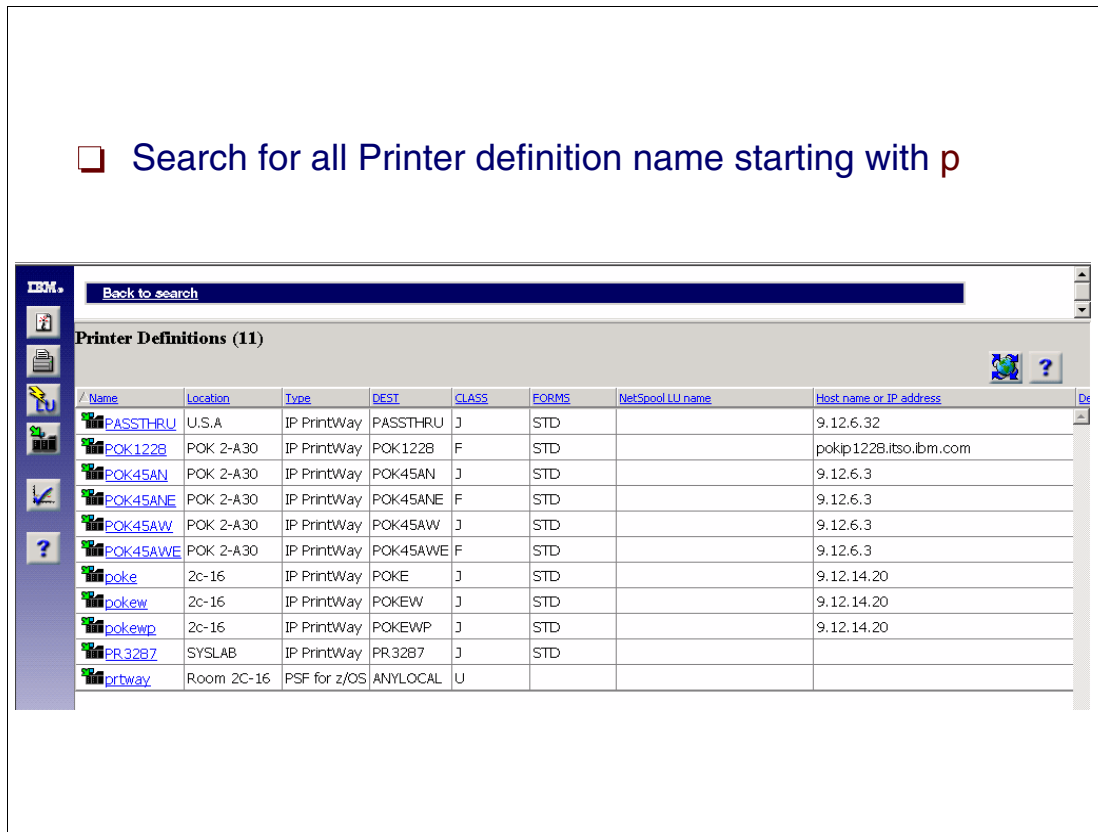 Search for all Printer definition name starting with p
IBM®
Back to search
Printer Definitions (11)
?
Name Location Type DEST CLASS FORMS NetSpool LU name Host name or IP address De
PASSTHRU U.S.A IP PrintWay PASSTHRU J STD 9.12.6.32
POK1228 POK 2-A30 IP PrintWay POK1228 F STD pokip1228.itso.ibm.com
POK45AN POK 2-A30 IP PrintWay POK45AN J STD 9.12.6.3
POK45ANE POK 2-A30 IP PrintWay POK45ANE F STD 9.12.6.3
POK45AW POK 2-A30 IP PrintWay POK45AW J STD 9.12.6.3
POK45AWE POK 2-A30 IP PrintWay POK45AWE F STD 9.12.6.3
poke 2c-16 IP PrintWay POKE J STD 9.12.14.20
pokew 2c-16 IP PrintWay POKEW J STD 9.12.14.20
pokewp 2c-16 IP PrintWay POKEWP J STD 9.12.14.20
PR3287 SYSLAB IP PrintWay PR3287 J STD
prtway Room 2C-16 PSF for z/OS ANYLOCAL U
LU
?